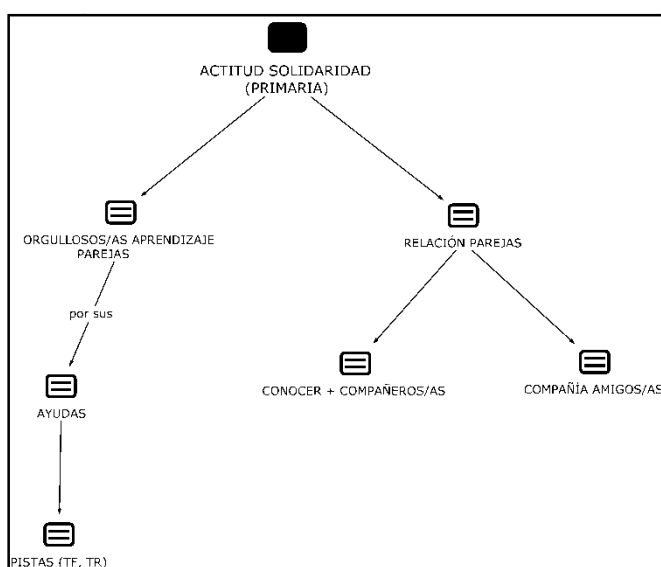 ACTITUD SOLIDARIDAD
(PRIMARIA)
ORGULLOSOS/AS APRENDIZAJE
PAREJAS
RELACIÓN PAREJAS
por sus
CONOCER + COMPAÑEROS/AS
COMPAÑÍA AMIGOS/AS
AYUDAS
PISTAS (TF, TR)